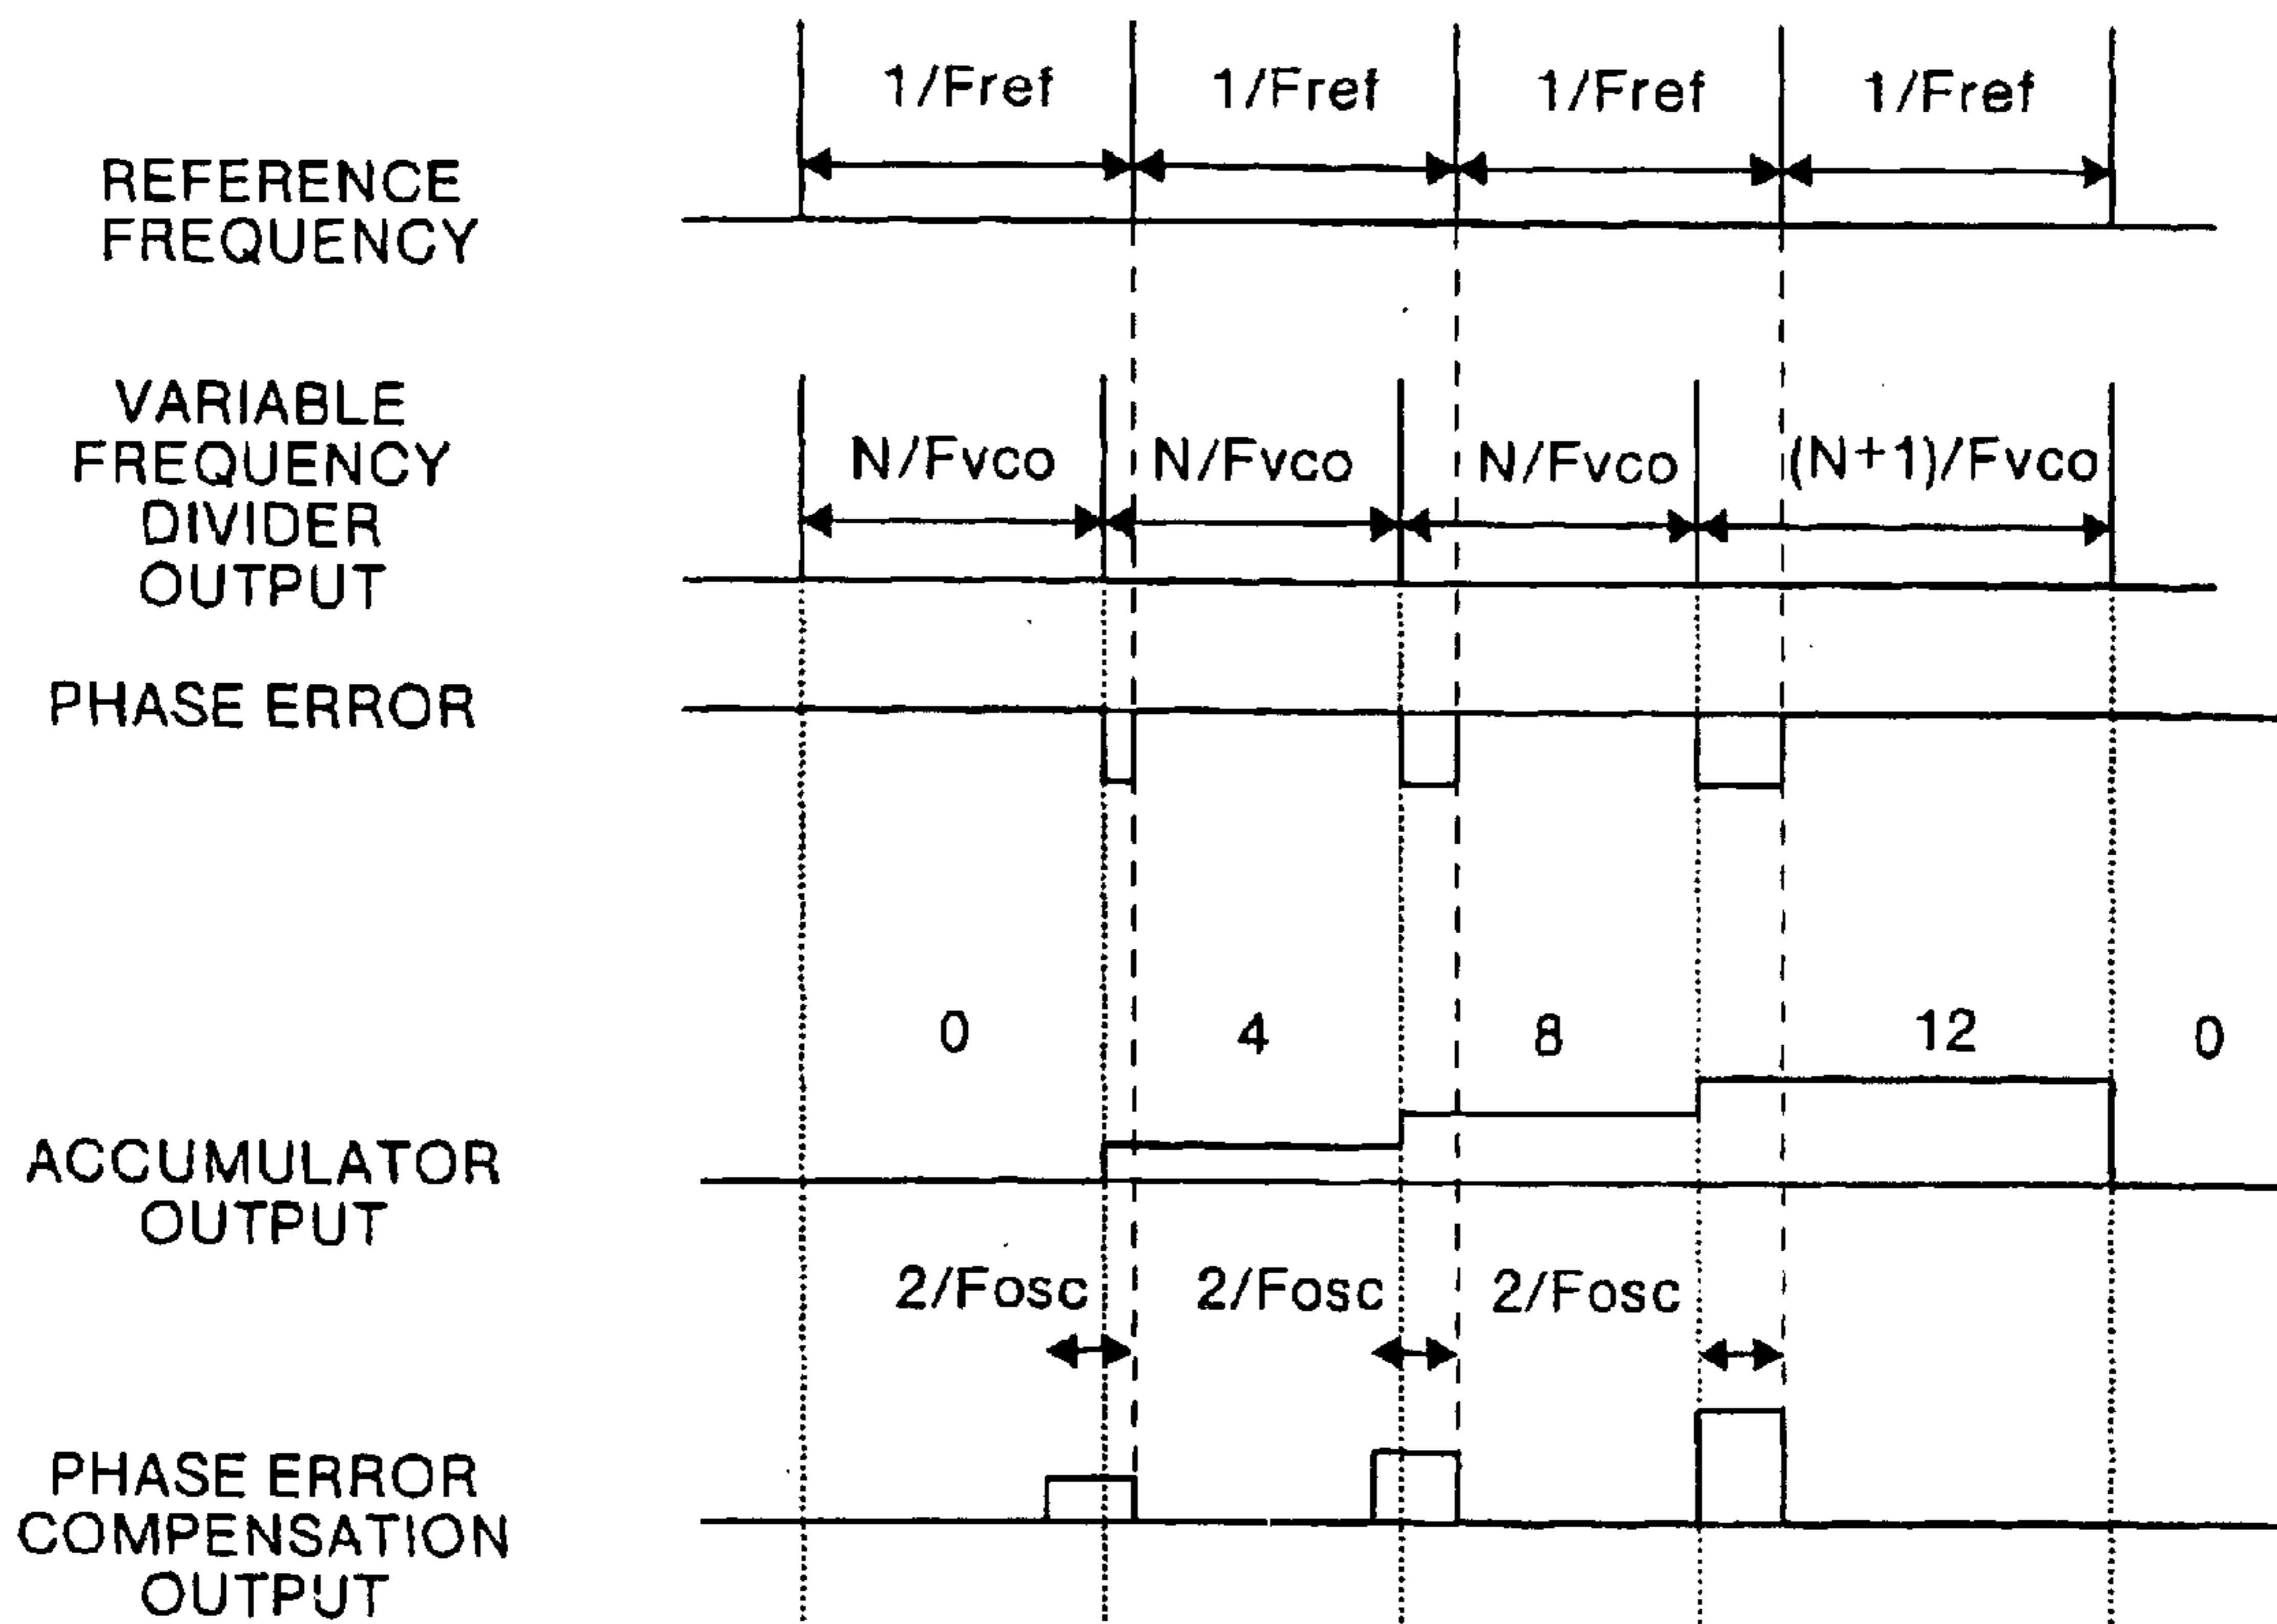 1/Fref 1/Fref 1/Fref 1/Fref
REFERENCE
FREQUENCY
VARIABLE
FREQUENCY
DIVIDER
OUTPUT
N/Fvco N/Fvco N/Fvco (N+1)/Fvco
PHASE ERROR
0 4 8 12 0
ACCUMULATOR
OUTPUT
2/Fosc 2/Fosc 2/Fosc
PHASE ERROR
COMPENSATION
OUTPUT